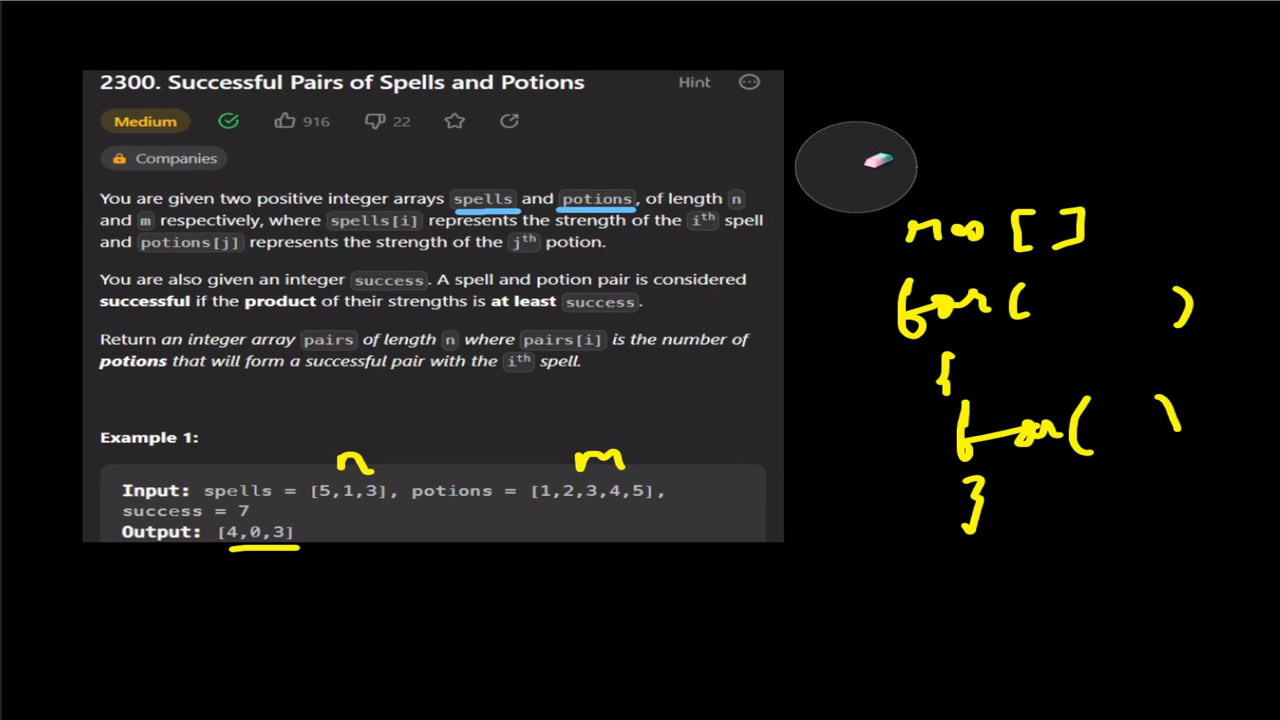 2300. Successful Pairs of Spells and Potions
Hint
Medium
916
22
Companies
You are given two positive integer arrays spells and potions, of length n
and m respectively, where spells[i] represents the strength of the ith spell
and potions[j] represents the strength of the jth potion.
You are also given an integer success. A spell and potion pair is considered
successful if the product of their strengths is at least success.
Return an integer array pairs of length n where pairs[i] is the number of
potions that will form a successful pair with the ith spell.
Example 1:
n m
Input: spells = [5,1,3], potions = [1,2,3,4,5],
success = 7
Output: [4,0,3]
[ ]
for( )
{
for( )
}